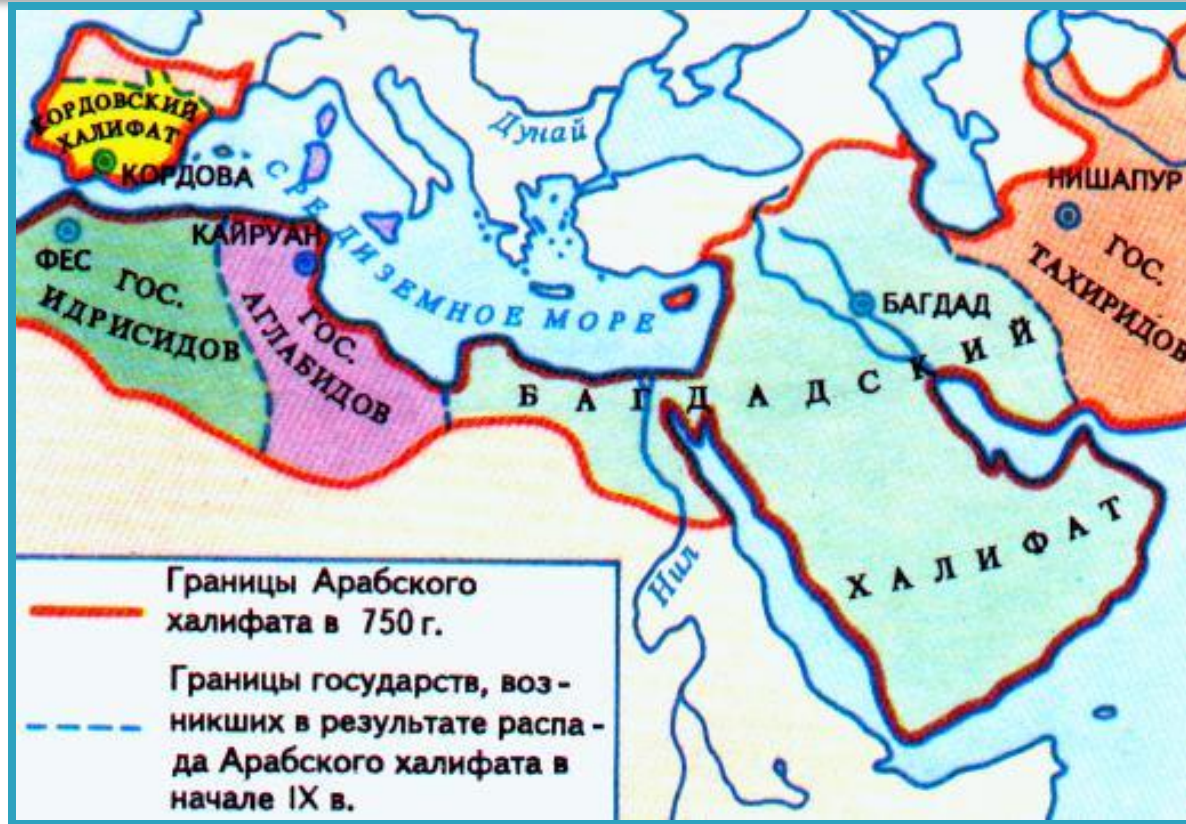 КОРДОВСКИЙ
ХАЛИФАТ
КОРДОВА
Дунай
СРЕДИЗЕМНОЕ МОРЕ
НИШАПУР
ГОС.
ТАХИРИДОВ
ФЕС
ГОС.
ИДРИСИДОВ
КАЙРУАН
ГОС.
АГЛАБИДОВ
БАГДАД
БАГДАДСКИЙ
ХАЛИФАТ
Нил
Границы Арабского
халифата в 750 г.
Границы государств, воз-
никших в результате распа-
да Арабского халифата в
начале IX в.